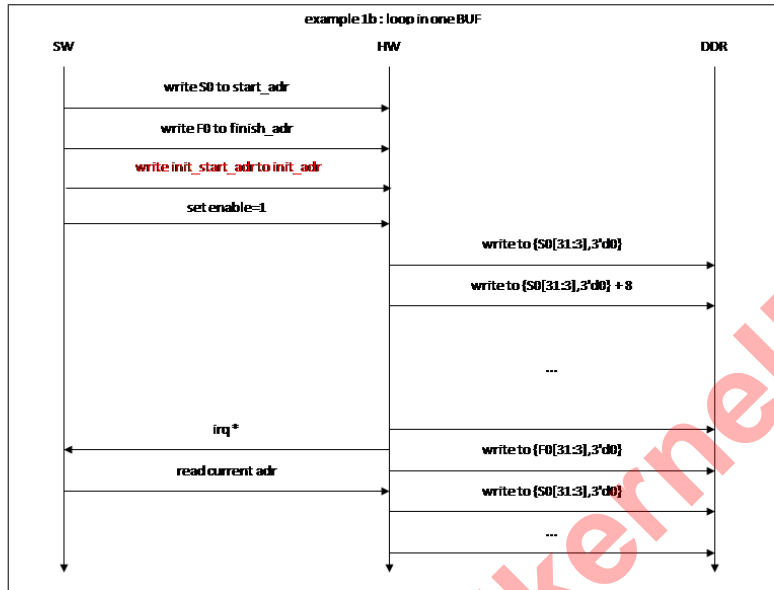 example 1b : loop in one BUF
SW HW DDR
write S0 to start_adr
write F0 to finish_adr
write init_start_adr to init_adr
set enable=1
write to {S0[31:3],3'd0}
write to {S0[31:3],3'd0} + 8
...
irq *
write to {F0[31:3],3'd0}
read current adr
write to {S0[31:3],3'd0}
...
kernel